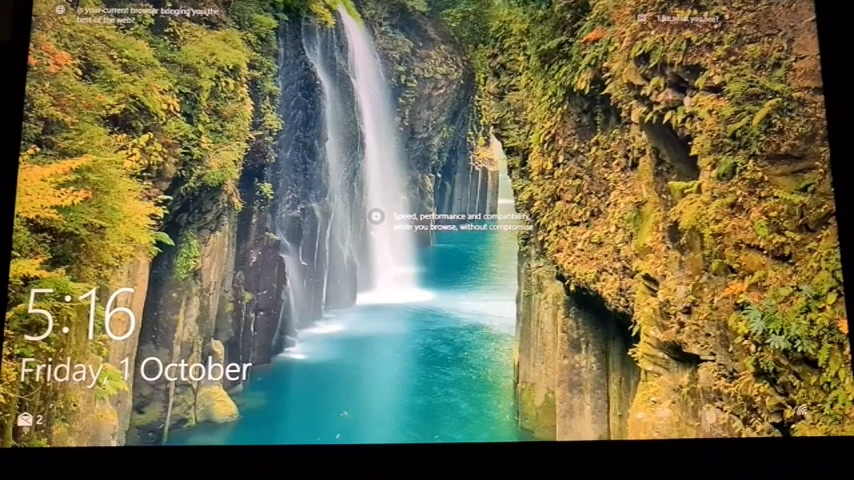 Is your current browser bringing you the
best of the web?
Like what you see?
Speed, performance and compatibility,
while you browse, without compromise
5:16
Friday, 1 October
2